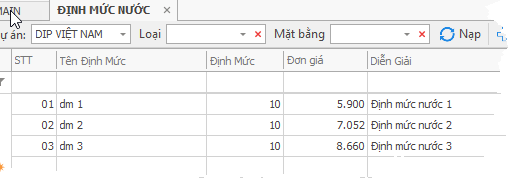 MAIN ĐỊNH MỨC NƯỚC ×
ự án: DIP VIỆT NAM Loại × Mặt bằng × Nạp
STT Tên Định Mức Định Mức Đơn giá Diễn Giải
01 dm 1 10 5.900 Định mức nước 1
02 dm 2 10 7.052 Định mức nước 2
03 dm 3 10 8.660 Định mức nước 3